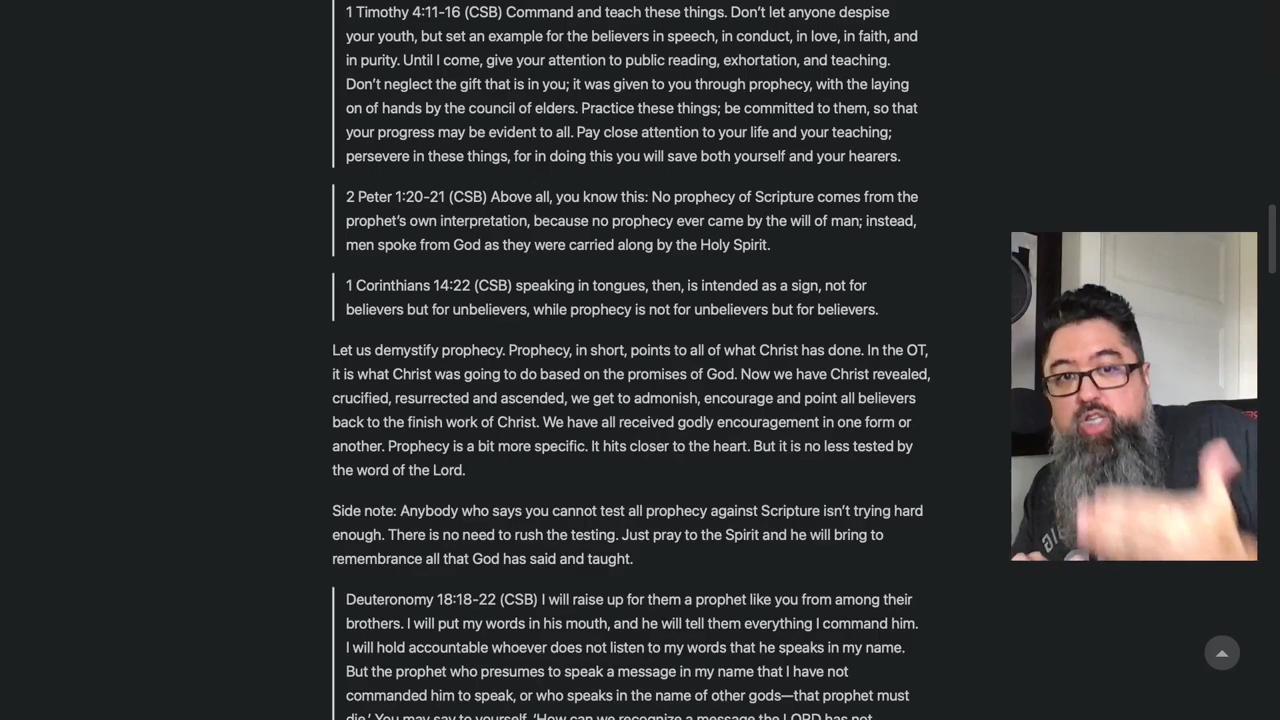 1 Timothy 4:11-16 (CSB) Command and teach these things. Don’t let anyone despise
your youth, but set an example for the believers in speech, in conduct, in love, in faith, and
in purity. Until I come, give your attention to public reading, exhortation, and teaching.
Don’t neglect the gift that is in you; it was given to you through prophecy, with the laying
on of hands by the council of elders. Practice these things; be committed to them, so that
your progress may be evident to all. Pay close attention to your life and your teaching;
persevere in these things, for in doing this you will save both yourself and your hearers.
2 Peter 1:20-21 (CSB) Above all, you know this: No prophecy of Scripture comes from the
prophet’s own interpretation, because no prophecy ever came by the will of man; instead,
men spoke from God as they were carried along by the Holy Spirit.
1 Corinthians 14:22 (CSB) speaking in tongues, then, is intended as a sign, not for
believers but for unbelievers, while prophecy is not for unbelievers but for believers.
Let us demystify prophecy. Prophecy, in short, points to all of what Christ has done. In the OT,
it is what Christ was going to do based on the promises of God. Now we have Christ revealed,
crucified, resurrected and ascended, we get to admonish, encourage and point all believers
back to the finish work of Christ. We have all received godly encouragement in one form or
another. Prophecy is a bit more specific. It hits closer to the heart. But it is no less tested by
the word of the Lord.
Side note: Anybody who says you cannot test all prophecy against Scripture isn’t trying hard
enough. There is no need to rush the testing. Just pray to the Spirit and he will bring to
remembrance all that God has said and taught.
Deuteronomy 18:18-22 (CSB) I will raise up for them a prophet like you from among their
brothers. I will put my words in his mouth, and he will tell them everything I command him.
I will hold accountable whoever does not listen to my words that he speaks in my name.
But the prophet who presumes to speak a message in my name that I have not
commanded him to speak, or who speaks in the name of other gods—that prophet must
die.’ You may say to yourself, ‘How can we recognize a message the LORD has not